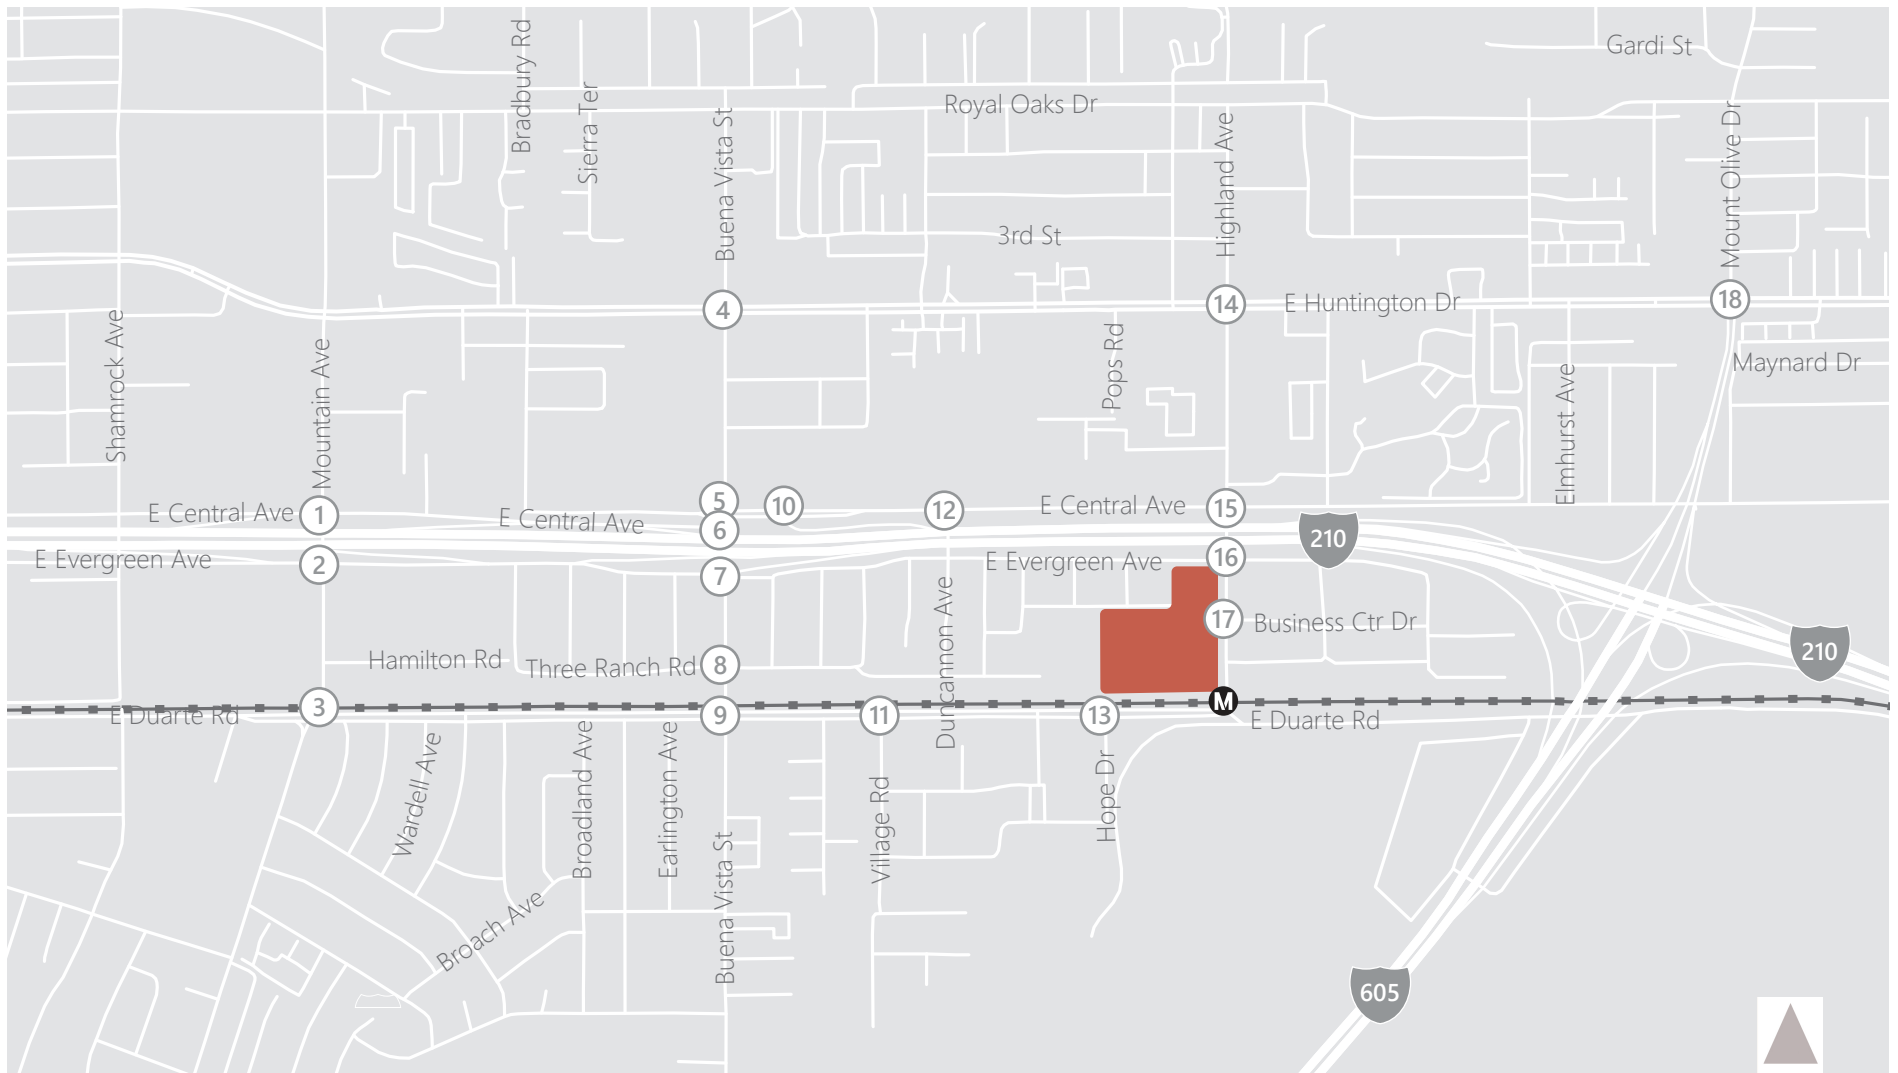 Gardi St
Bradbury Rd
Sierra Ter
Royal Oaks Dr
Buena Vista St
Highland Ave
Mount Olive Dr
3rd St
4
14
E Huntington Dr
18
Shamrock Ave
Mountain Ave
Pops Rd
Maynard Dr
Elmhurst Ave
E Central Ave
1
E Central Ave
5
10
12
E Central Ave
15
6
210
E Evergreen Ave
2
7
E Evergreen Ave
16
Duncannon Ave
17
Business Ctr Dr
Hamilton Rd
Three Ranch Rd
8
210
E Duarte Rd
3
9
11
13
M
E Duarte Rd
Wardell Ave
Broadland Ave
Earlington Ave
Village Rd
Hope Dr
Buena Vista St
Broach Ave
605